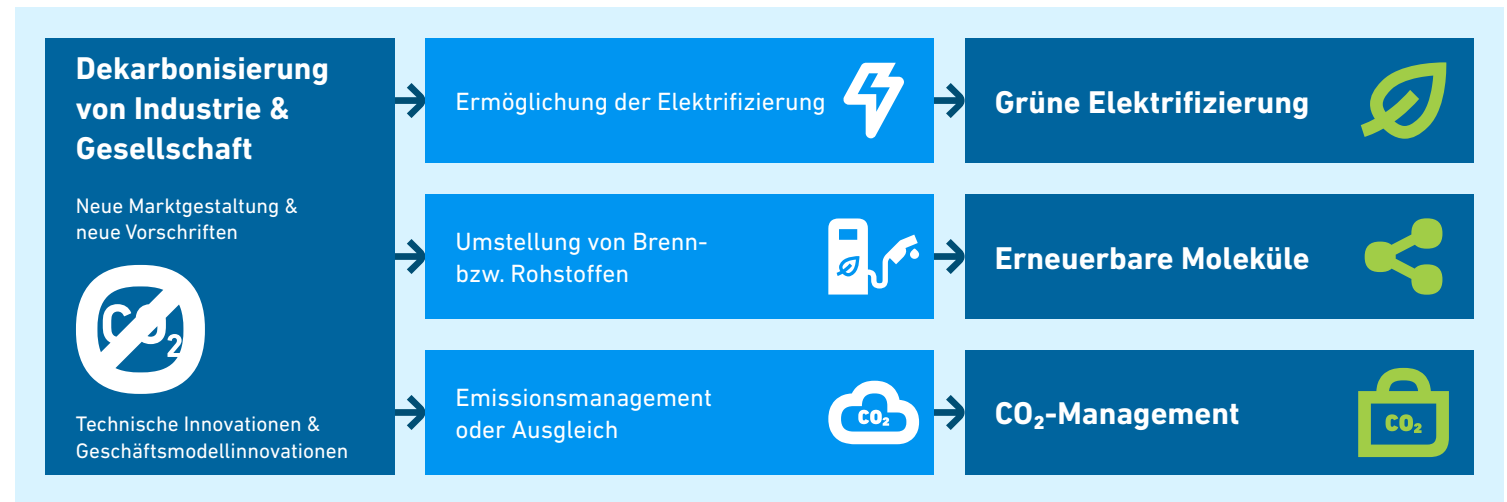 Dekarbonisierung
von Industrie &
Gesellschaft
Neue Marktgestaltung &
neue Vorschriften
CO₂
Technische Innovationen &
Geschäftsmodellinnovationen
Ermöglichung der Elektrifizierung
Grüne Elektrifizierung
Umstellung von Brenn-
bzw. Rohstoffen
Erneuerbare Moleküle
Emissionsmanagement
oder Ausgleich
CO₂
CO₂-Management
CO₂